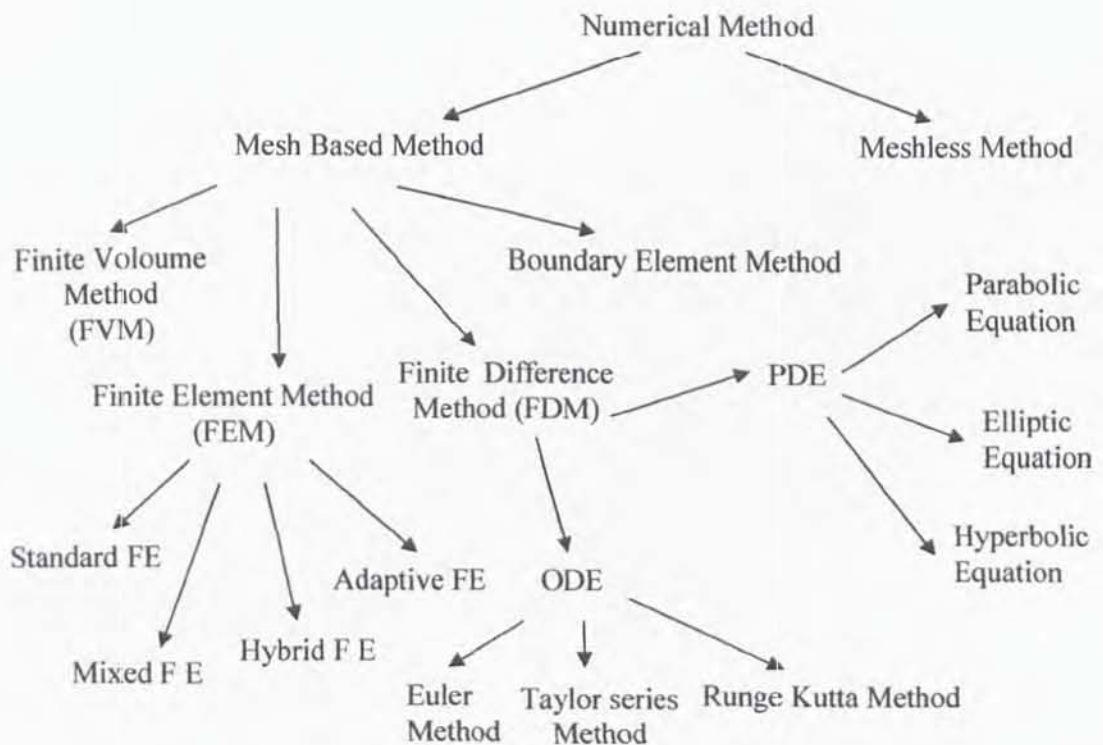 Numerical Method
Mesh Based Method
Meshless Method
Finite Voloume
Method
(FVM)
Boundary Element Method
Parabolic
Equation
Finite Element Method
(FEM)
Finite Difference
Method (FDM)
PDE
Elliptic
Equation
Hyperbolic
Equation
Standard FE
Mixed F E
Hybrid F E
Adaptive FE
ODE
Euler
Method
Taylor series
Method
Runge Kutta Method